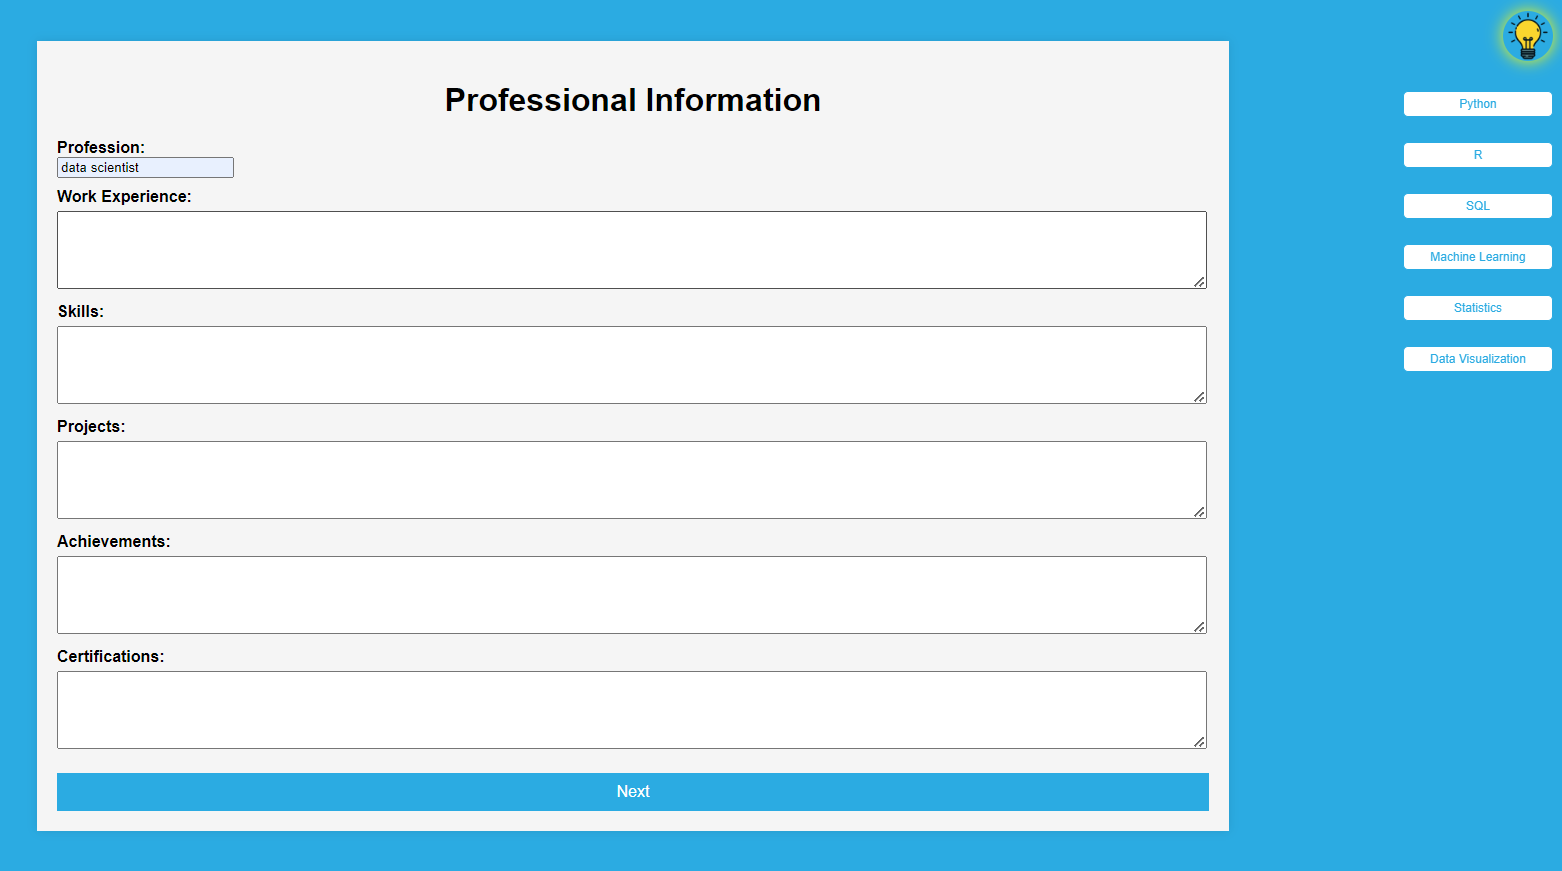 Professional Information
Profession:
data scientist
Work Experience:
Skills:
Projects:
Achievements:
Certifications:
Next
Python
R
SQL
Machine Learning
Statistics
Data Visualization